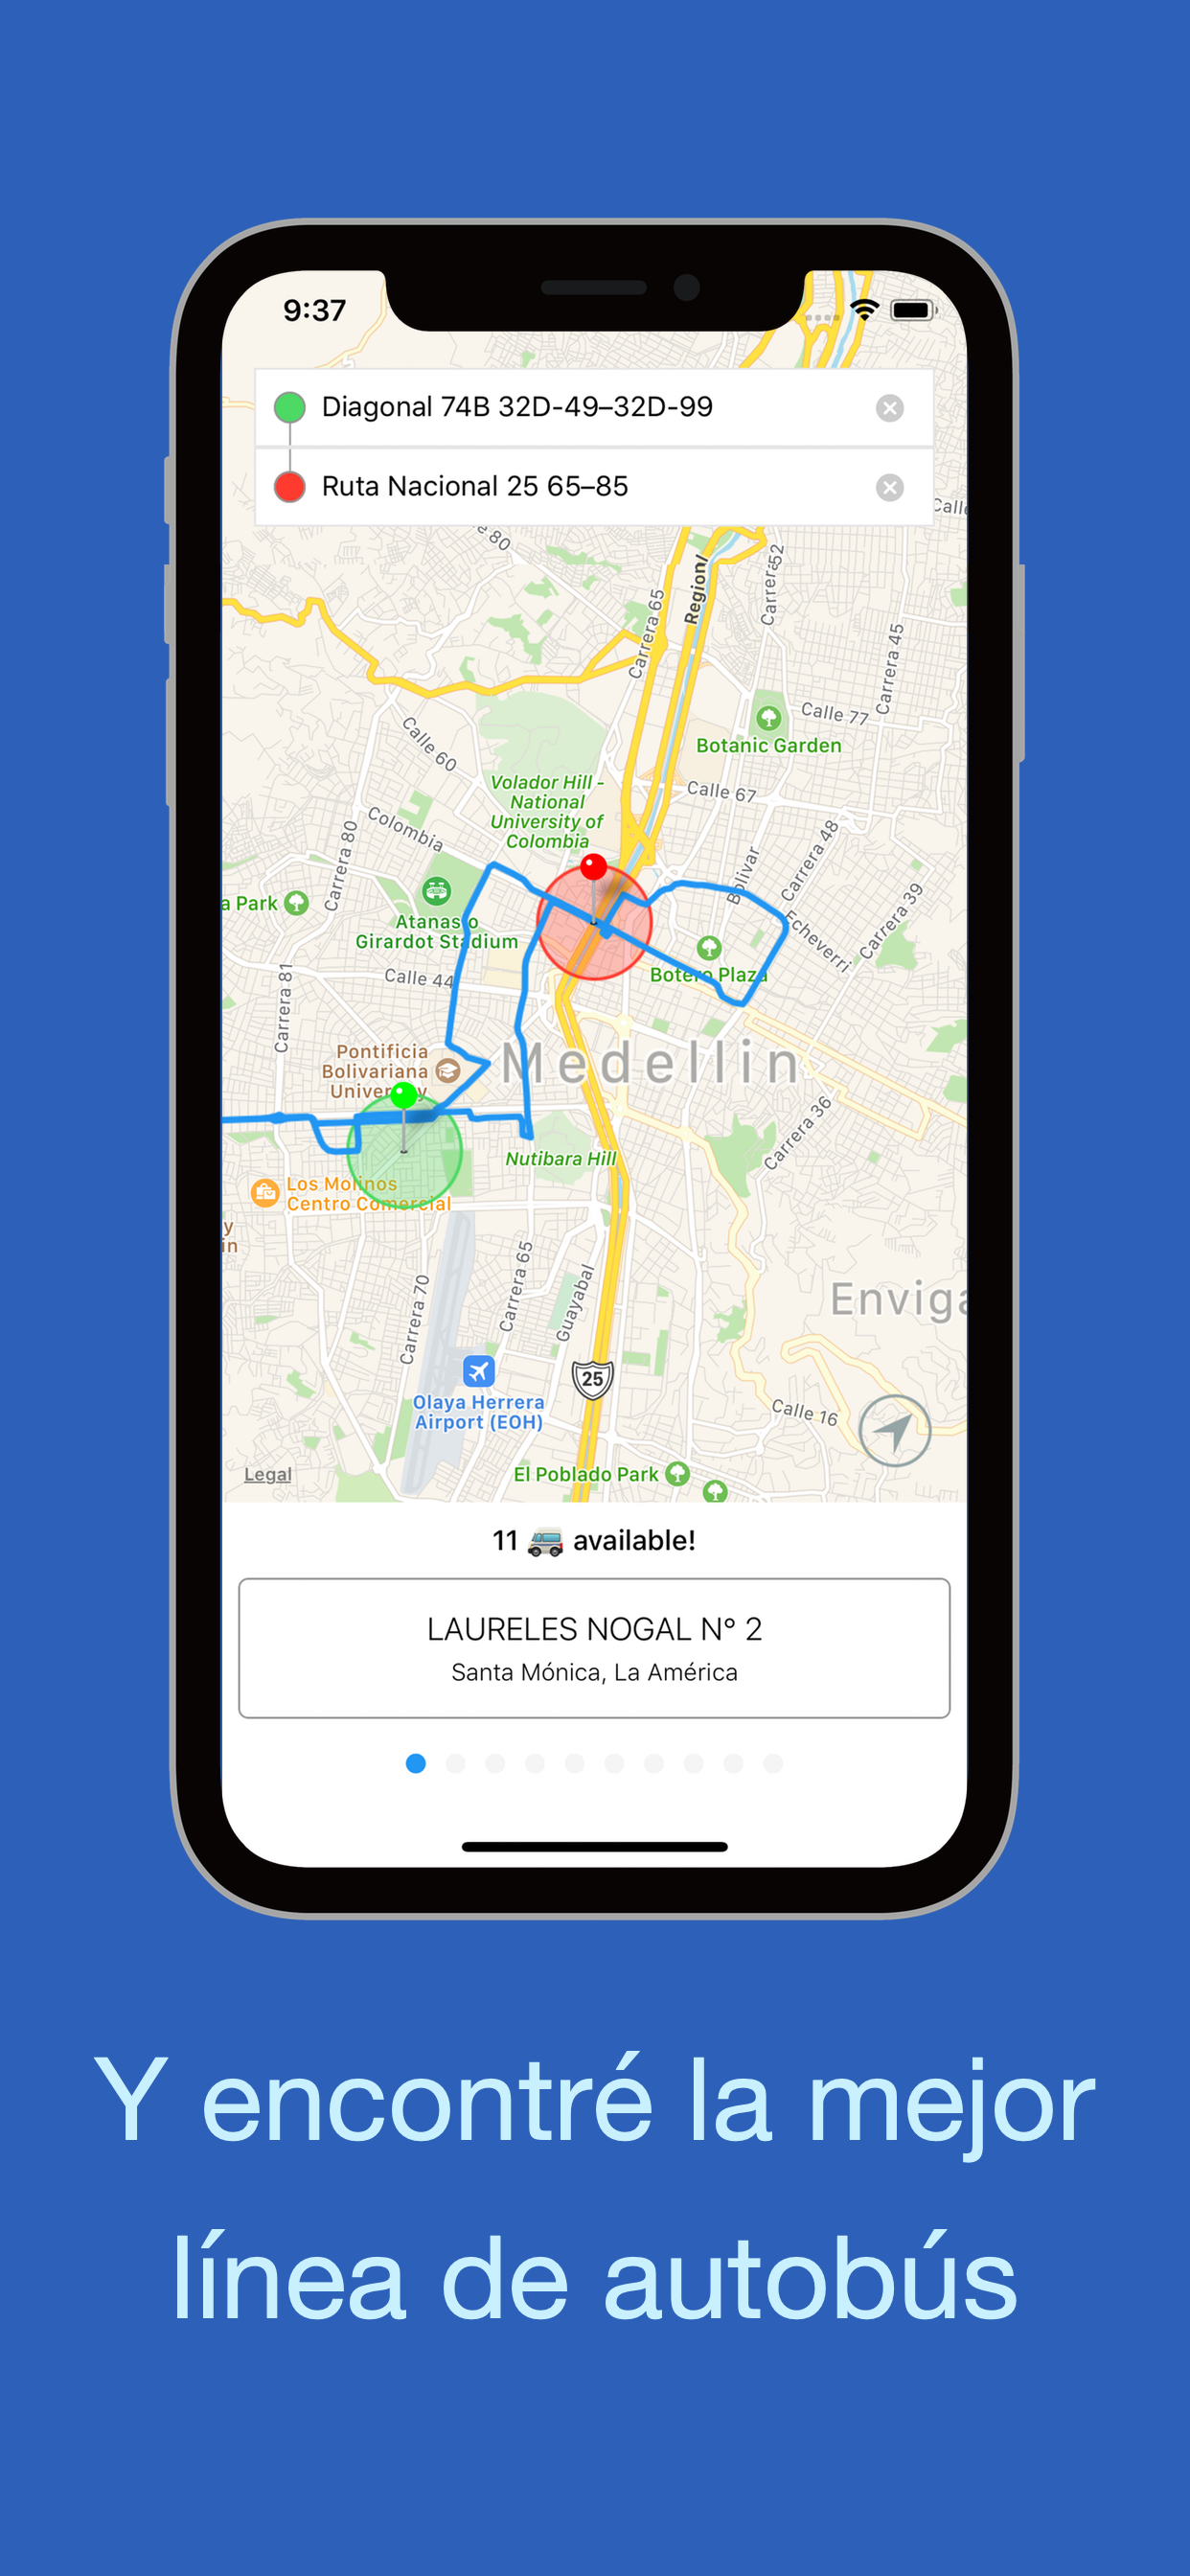 9:37
Diagonal 74B 32D-49–32D-99
Ruta Nacional 25 65–85
Calle
80
Regional
Carrera 52
Carrera 65
Carrera 45
Calle 77
Botanic Garden
Calle 60
Volador Hill -
National
University of
Colombia
Calle 67
Colombia
Carrera 80
Bolivar
Carrera 48
Carrera 39
a Park
Atanasio
Girardot Stadium
Echeverri
Botero Plaza
Calle 44
Carrera 81
Medellin
Pontificia
Bolivariana
University
Carrera 36
Nutibara Hill
Los Molinos
Centro Comercial
y
in
Carrera 65
Guayabal
Carrera 70
Enviga
25
Olaya Herrera
Airport (EOH)
Calle 16
Legal
El Poblado Park
11 available!
LAURELES NOGAL N° 2
Santa Mónica, La América
Y encontré la mejor
línea de autobús